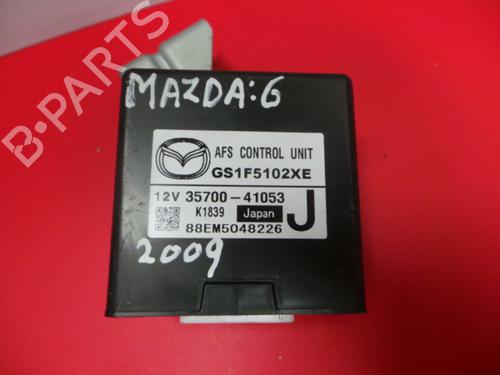 B-PARTS
MAZDA:6
AFS CONTROL UNIT
GS1F5102XE
12V 35700-41053
K1839 Japan J
88EM5048226
2009